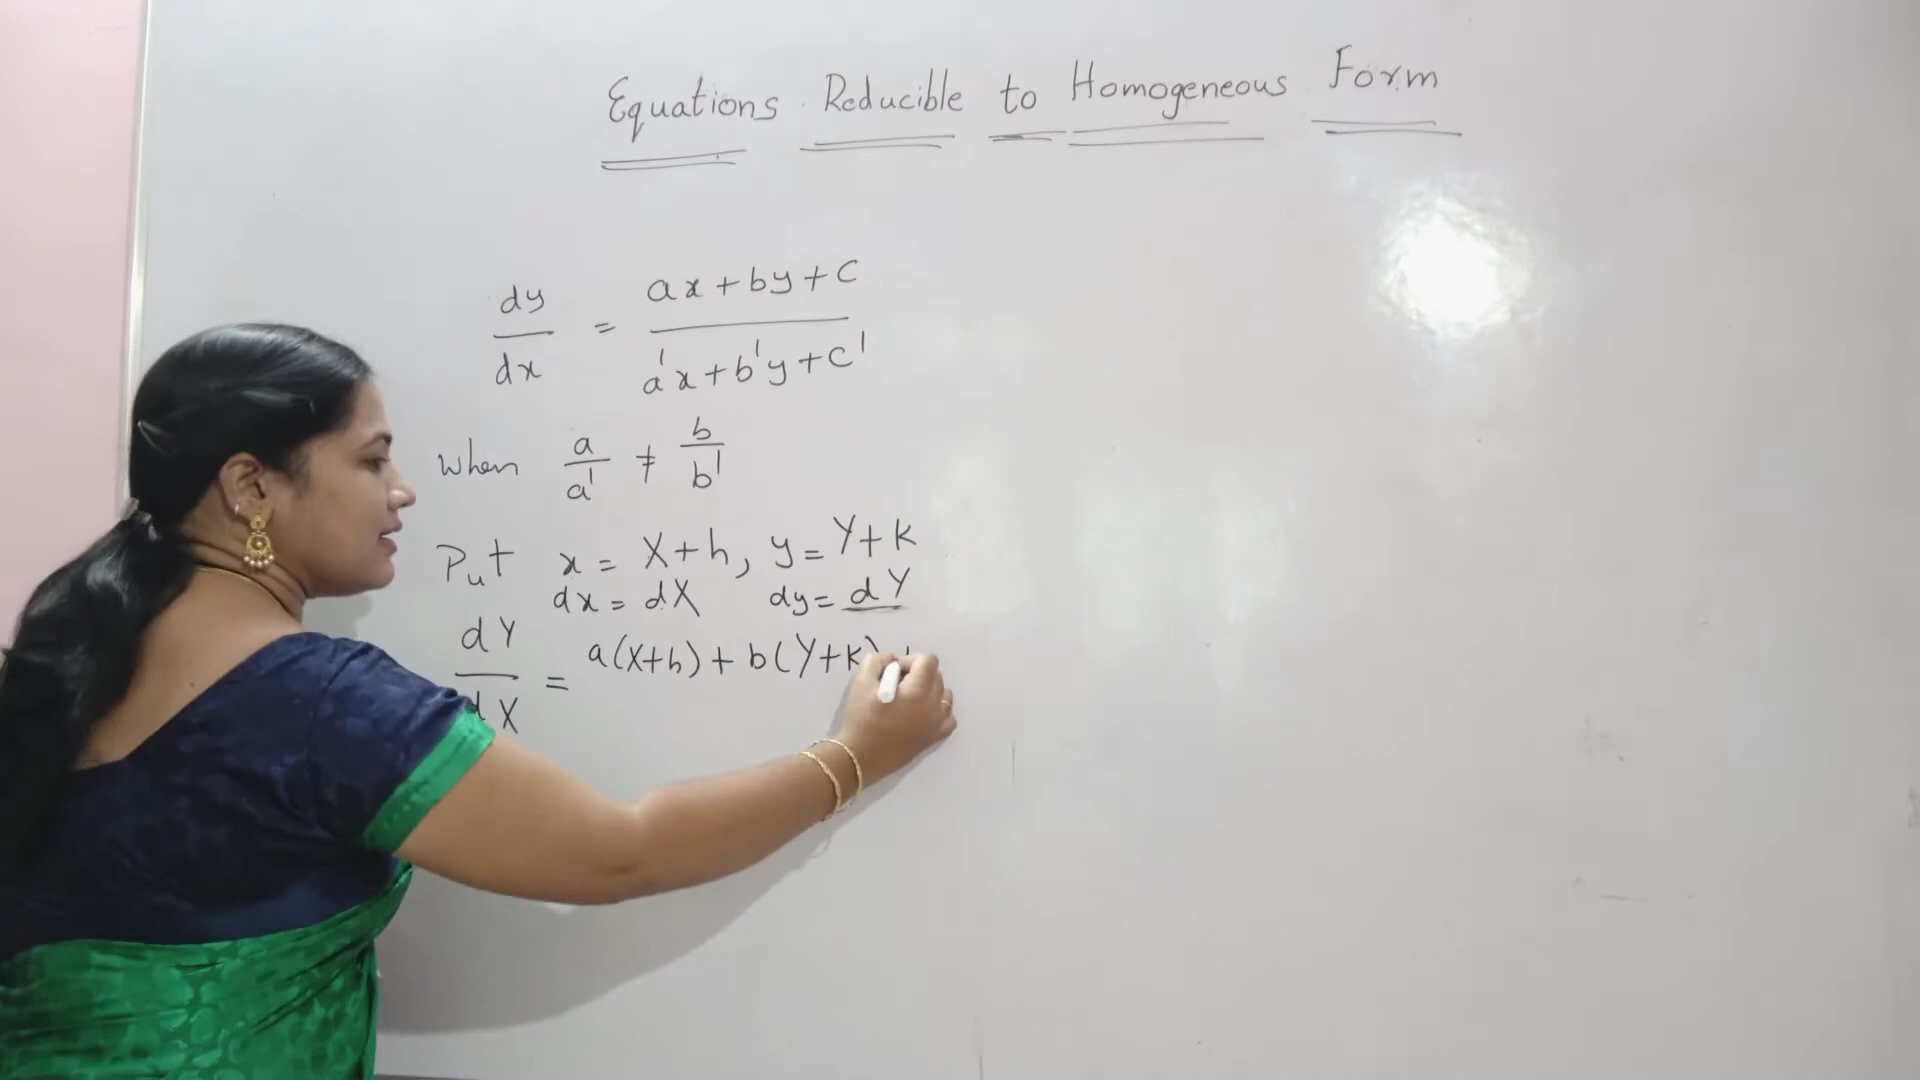 Equations Reducible to Homogeneous Form
dy/dx = ax+by+c / a'x+b'y+c'
when a/a' ≠ b/b'
Put x = X+h, y = Y+k
dx = dX dy = dY
dY/dX = a(X+h) + b(Y+k) +